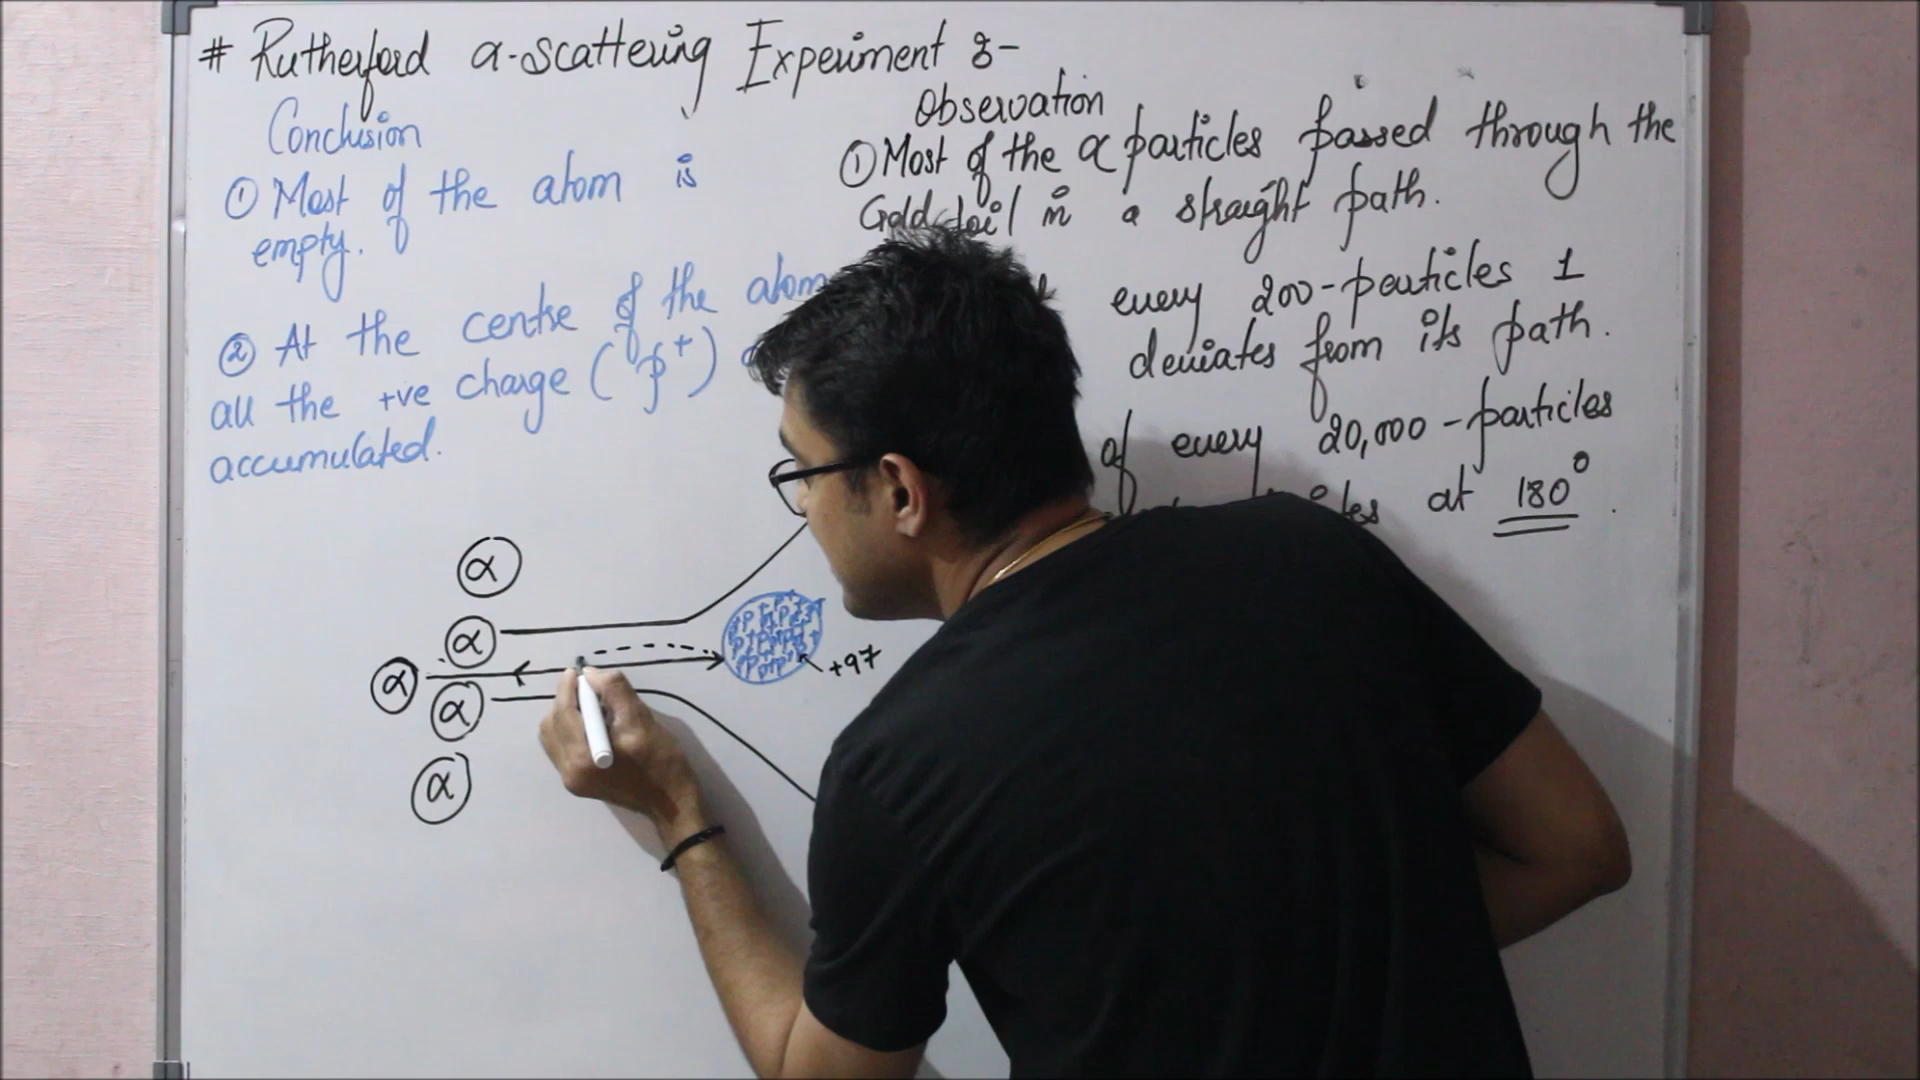 # Rutherford α-scattering Experiment :-
Conclusion
① Most of the atom is
empty.
② At the centre of the atom
all the +ve charge (p⁺)
accumulated.
Observation
① Most of the α particles passed through the
Gold foil in a straight path.
every 200-particles 1
deviates from its path.
of every 20,000-particles
at 180°.
α
α
α
α
α
+97